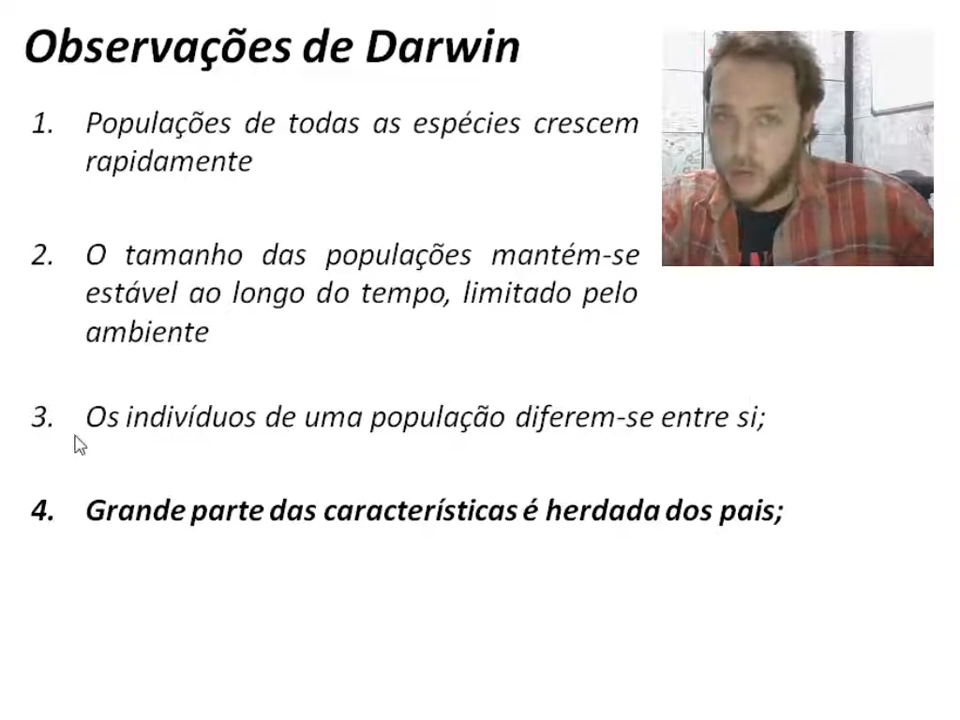 Observações de Darwin
1. Populações de todas as espécies crescem
rapidamente
2. O tamanho das populações mantém-se
estável ao longo do tempo, limitado pelo
ambiente
3. Os indivíduos de uma população diferem-se entre si;
4. Grande parte das características é herdada dos pais;